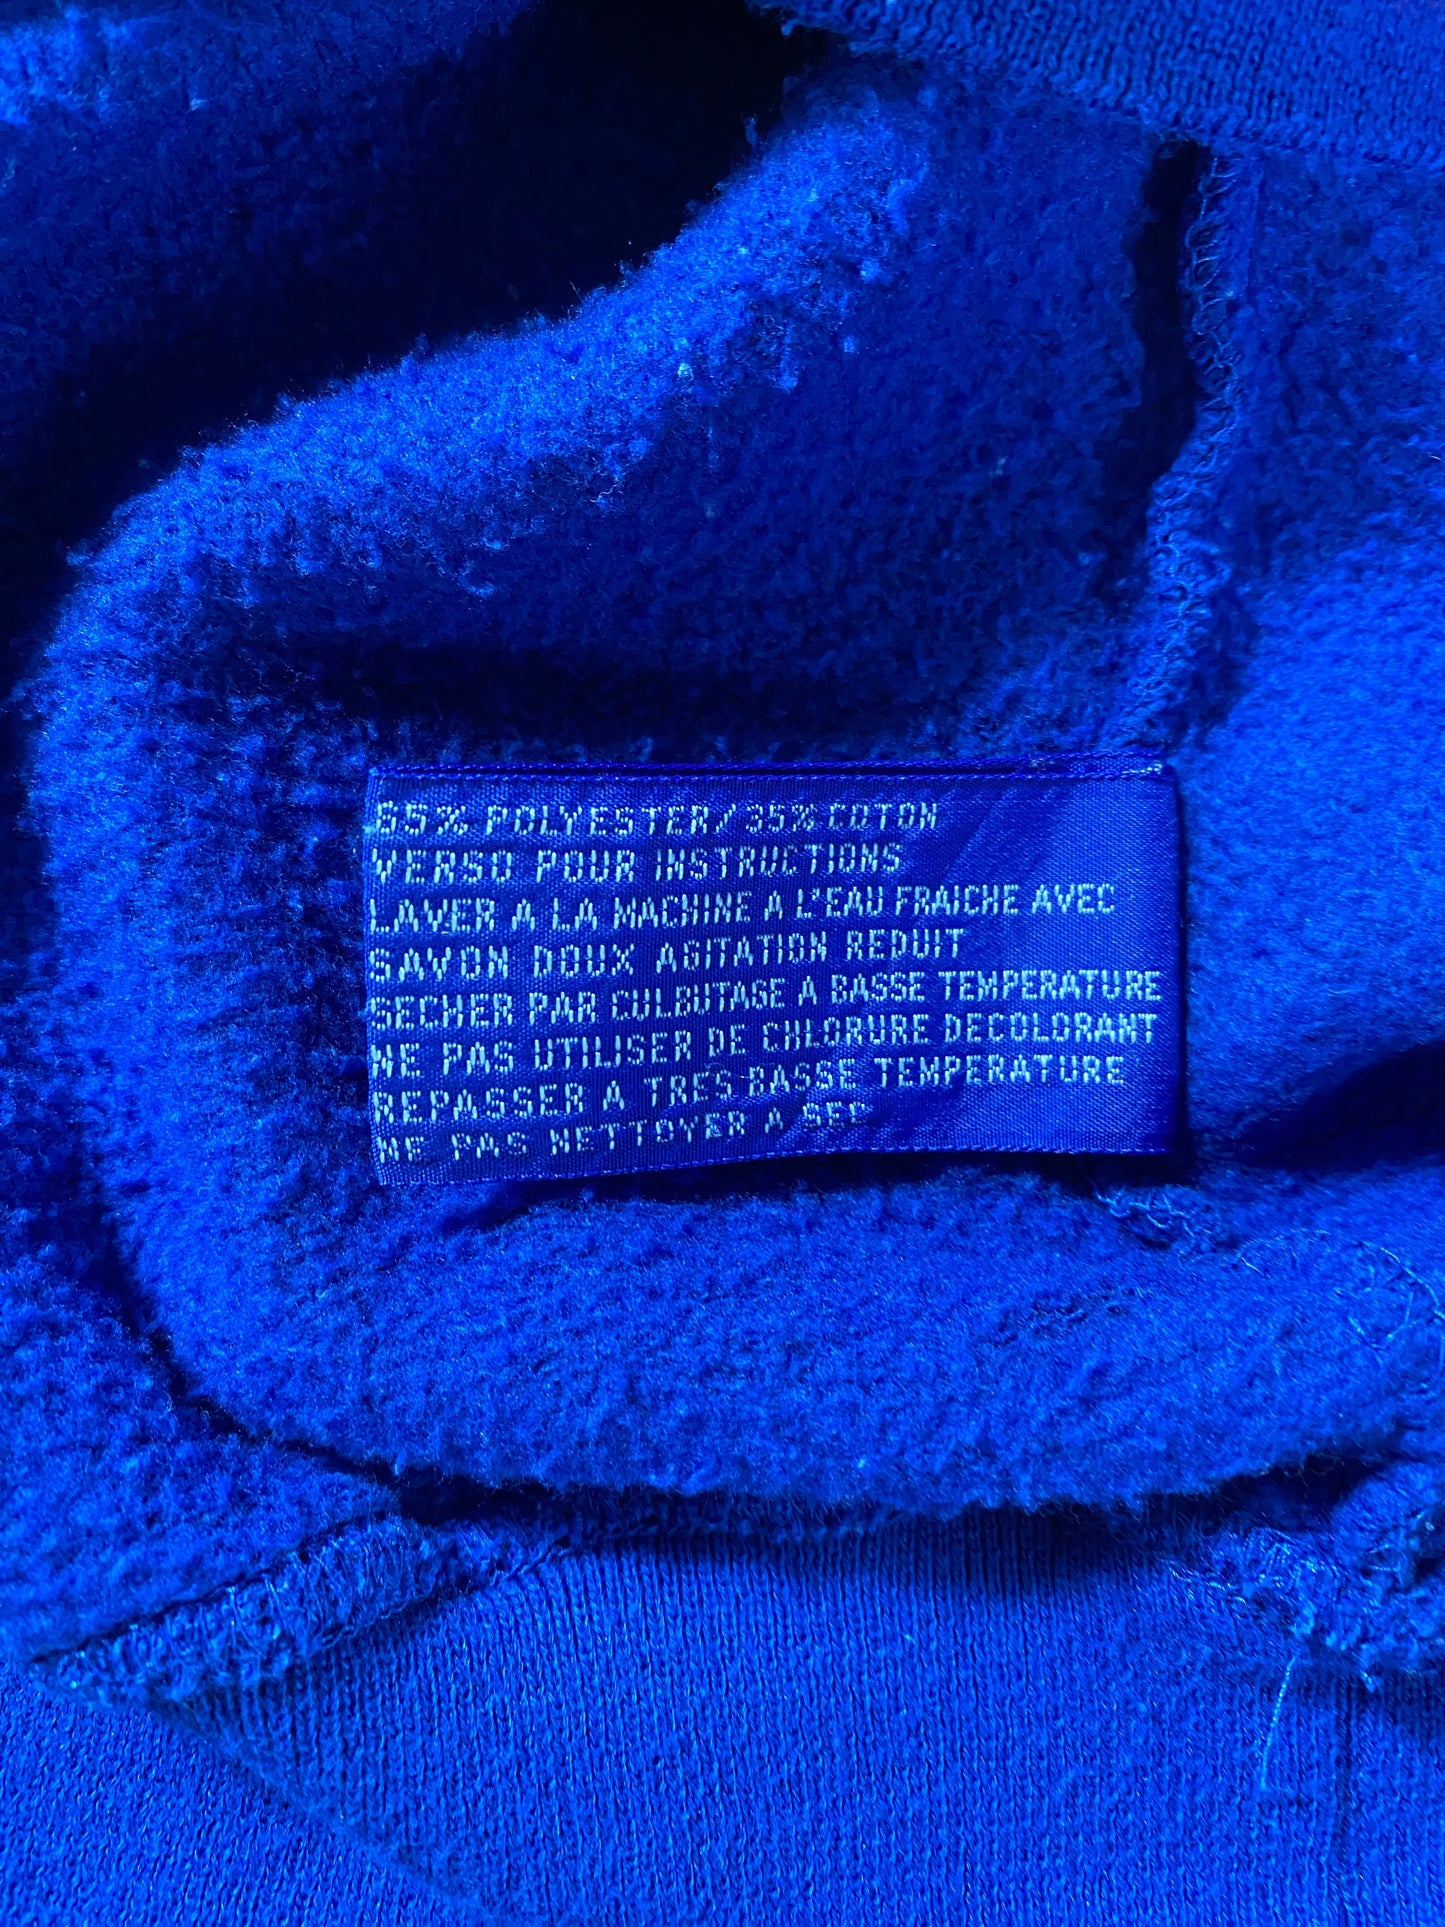 65% POLYESTER/ 35% COTON
VERSO POUR INSTRUCTIONS
LAVER A LA MACHINE A L'EAU FRAICHE AVEC
SAVON DOUX AGITATION REDUIT
SECHER PAR CULBUTASE A BASSE TEMPERATURE
NE PAS UTILISER DE CHLORURE DECOLORANT
REPASSER A TRES BASSE TEMPERATURE
NE PAS NETTOYER A SEC